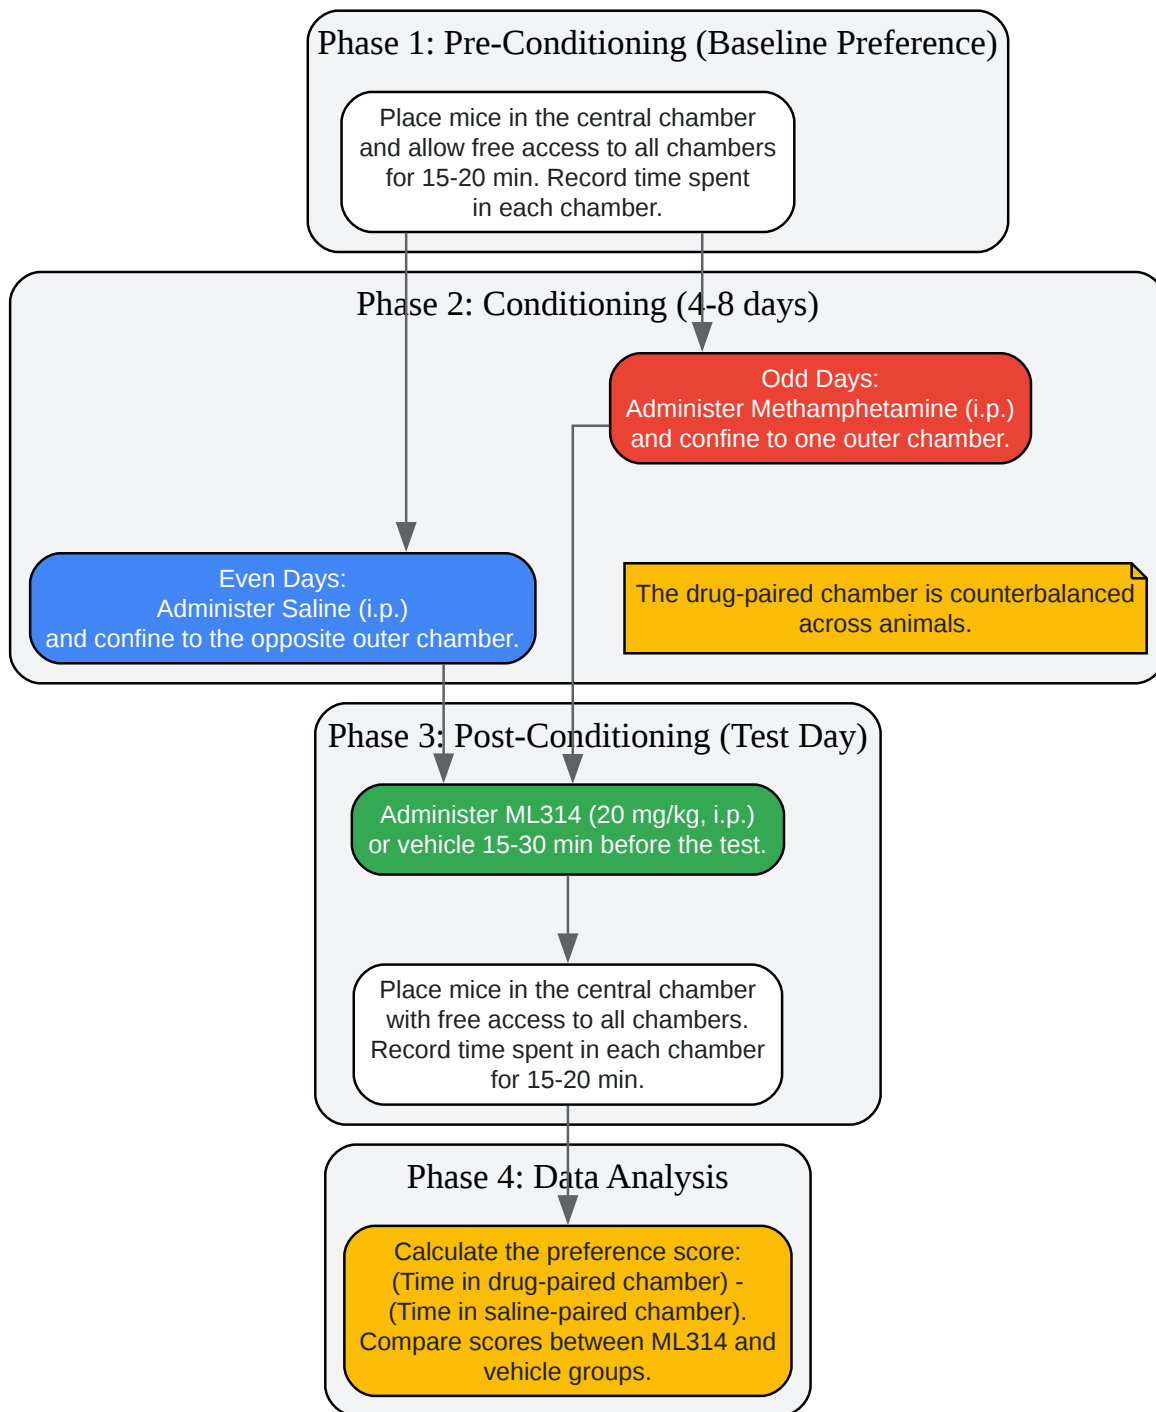 Phase 1: Pre-Conditioning (Baseline Preference)
Place mice in the central chamber
and allow free access to all chambers
for 15-20 min. Record time spent
in each chamber.
Phase 2: Conditioning (4-8 days)
Odd Days:
Administer Methamphetamine (i.p.)
and confine to one outer chamber.
Even Days:
Administer Saline (i.p.)
and confine to the opposite outer chamber.
The drug-paired chamber is counterbalanced
across animals.
Phase 3: Post-Conditioning (Test Day)
Administer ML314 (20 mg/kg, i.p.)
or vehicle 15-30 min before the test.
Place mice in the central chamber
with free access to all chambers.
Record time spent in each chamber
for 15-20 min.
Phase 4: Data Analysis
Calculate the preference score:
(Time in drug-paired chamber) -
(Time in saline-paired chamber).
Compare scores between ML314 and
vehicle groups.